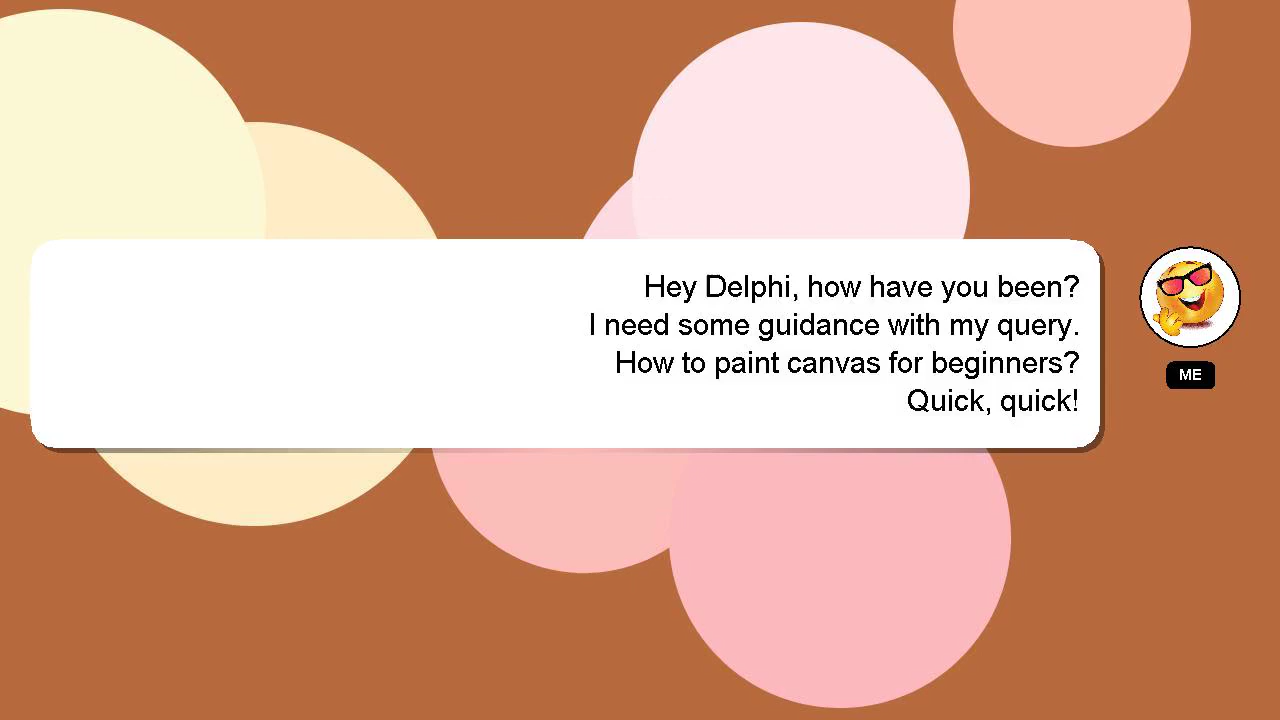 Hey Delphi, how have you been?
I need some guidance with my query.
How to paint canvas for beginners?
Quick, quick!
ME